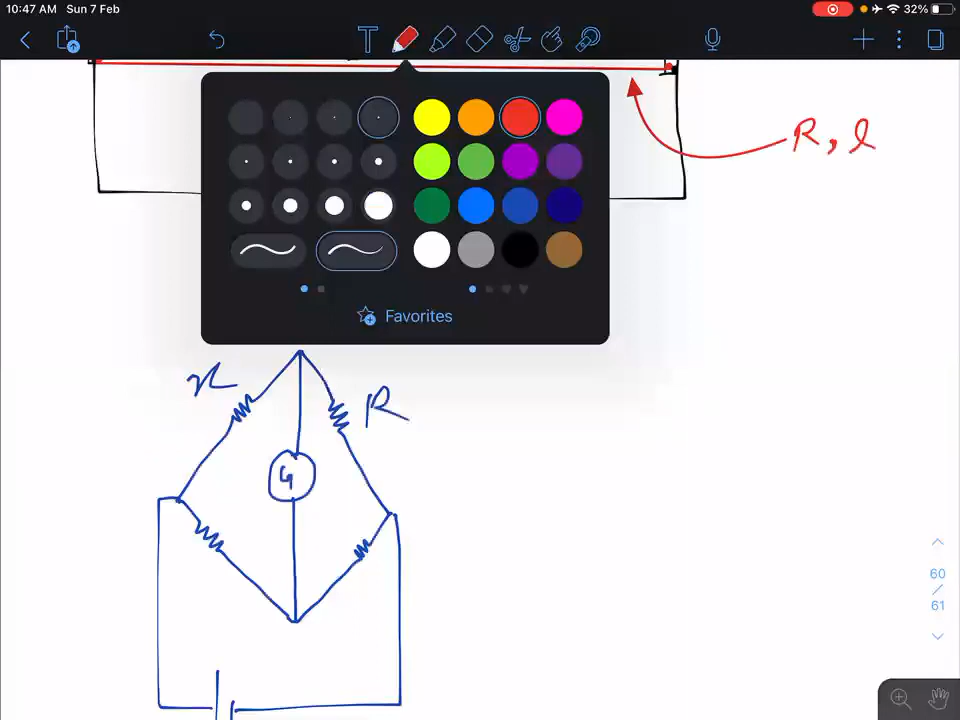 10:47 AM Sun 7 Feb
32%
T
R, l
Favorites
x
R
G
60
/
61